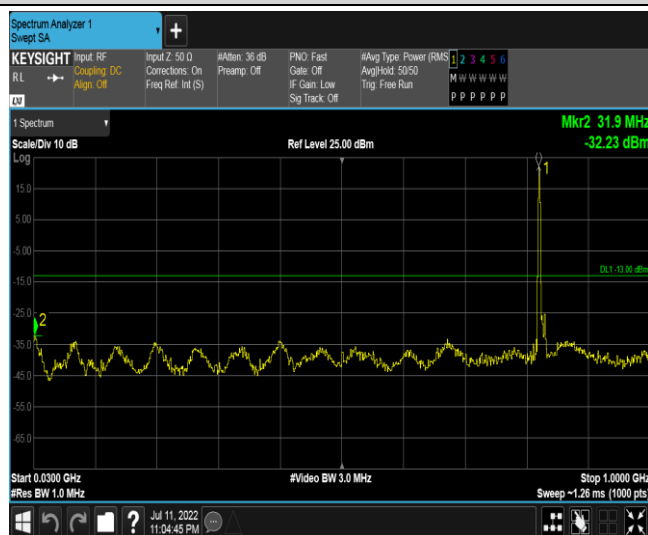 Spectrum Analyzer 1
Swept SA
+
KEYSIGHT
RL
LXI
Input: RF
Coupling: DC
Align: Off
Input Z: 50 Ω
Corrections: On
Freq Ref: Int (S)
#Atten: 36 dB
Preamp: Off
PNO: Fast
Gate: Off
IF Gain: Low
Sig Track: Off
#Avg Type: Power (RMS
Avg|Hold: 50/50
Trig: Free Run
1 2 3 4 5 6
M W W W W W
P P P P P P
1 Spectrum
Mkr2 31.9 MHz
-32.23 dBm
Scale/Div 10 dB
Ref Level 25.00 dBm
Log
15.0
5.00
-5.00
-15.0
-25.0
-35.0
-45.0
-55.0
-65.0
1
DL1 -13.00 dBm
2
Start 0.0300 GHz
#Video BW 3.0 MHz
Stop 1.0000 GHz
#Res BW 1.0 MHz
Sweep ~1.26 ms (1000 pts)
?
Jul 11, 2022
11:04:45 PM